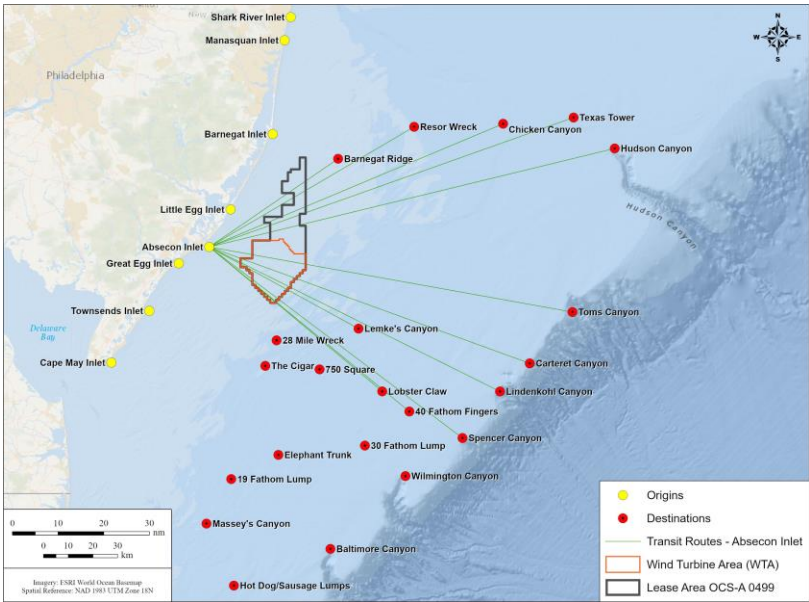 Shark River Inlet
Manasquan Inlet
N
W E
S
Philadelphia
Texas Tower
Resor Wreck
Chicken Canyon
Barnegat Inlet
Hudson Canyon
Barnegat Ridge
Little Egg Inlet
Hudson Canyon
Absecon Inlet
Great Egg Inlet
Townsends Inlet
Toms Canyon
Delaware
Bay
Lemke's Canyon
28 Mile Wreck
Cape May Inlet
The Cigar
750 Square
Carteret Canyon
Lobster Claw
Lindenkohl Canyon
40 Fathom Fingers
Spencer Canyon
30 Fathom Lump
Elephant Trunk
Wilmington Canyon
19 Fathom Lump
Massey's Canyon
Baltimore Canyon
Hot Dog/Sausage Lumps
0 10 20 30
nm
0 10 20 30
km
Imagery: ESRI World Ocean Basemap
Spatial Reference: NAD 1983 UTM Zone 18N
Origins
Destinations
Transit Routes - Absecon Inlet
Wind Turbine Area (WTA)
Lease Area OCS-A 0499